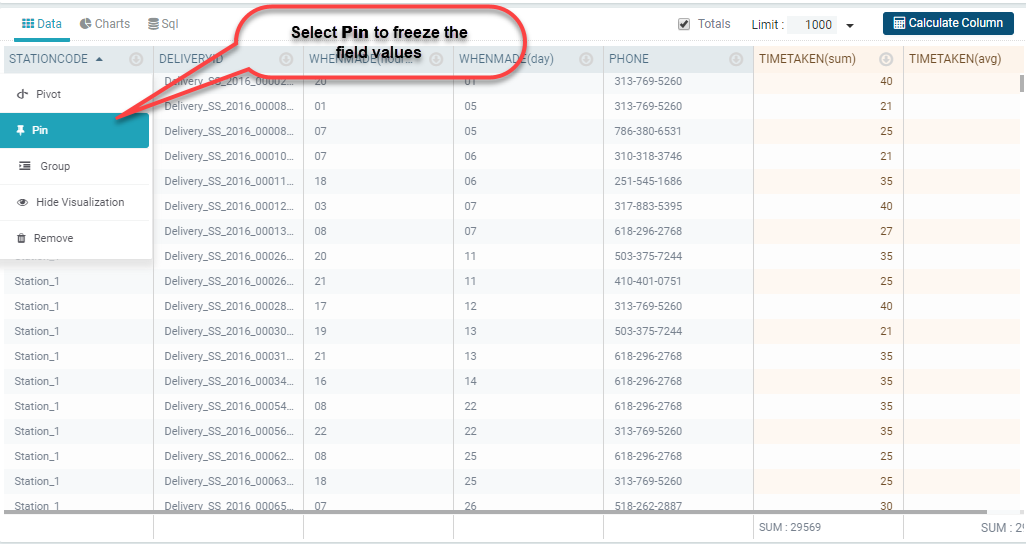 Data Charts Sql Totals Limit : 1000 Calculate Column
Select Pin to freeze the
field values
STATIONCODE DELIVERYID WHENMADE(hour... WHENMADE(day) PHONE TIMETAKEN(sum) TIMETAKEN(avg)
Delivery_SS_2016_00002... 20 01 313-769-5260 40
Pivot
Delivery_SS_2016_00008... 01 05 313-769-5260 21
Pin Delivery_SS_2016_00008... 07 05 786-380-6531 25
Delivery_SS_2016_00010... 07 06 310-318-3746 21
Group
Delivery_SS_2016_00011... 18 06 251-545-1686 35
Hide Visualization Delivery_SS_2016_00012... 03 07 317-883-5395 40
Delivery_SS_2016_00013... 08 07 618-296-2768 27
Remove
Station_1 Delivery_SS_2016_00026... 20 11 503-375-7244 35
Station_1 Delivery_SS_2016_00026... 21 11 410-401-0751 25
Station_1 Delivery_SS_2016_00028... 17 12 313-769-5260 40
Station_1 Delivery_SS_2016_00030... 19 13 503-375-7244 21
Station_1 Delivery_SS_2016_00031... 21 13 618-296-2768 35
Station_1 Delivery_SS_2016_00034... 16 14 618-296-2768 35
Station_1 Delivery_SS_2016_00054... 08 22 618-296-2768 35
Station_1 Delivery_SS_2016_00056... 22 22 313-769-5260 35
Station_1 Delivery_SS_2016_00062... 08 25 618-296-2768 25
Station_1 Delivery_SS_2016_00063... 18 25 313-769-5260 25
Station_1 Delivery_SS_2016_00065... 07 26 518-262-2887 30
SUM : 29569 SUM : 29